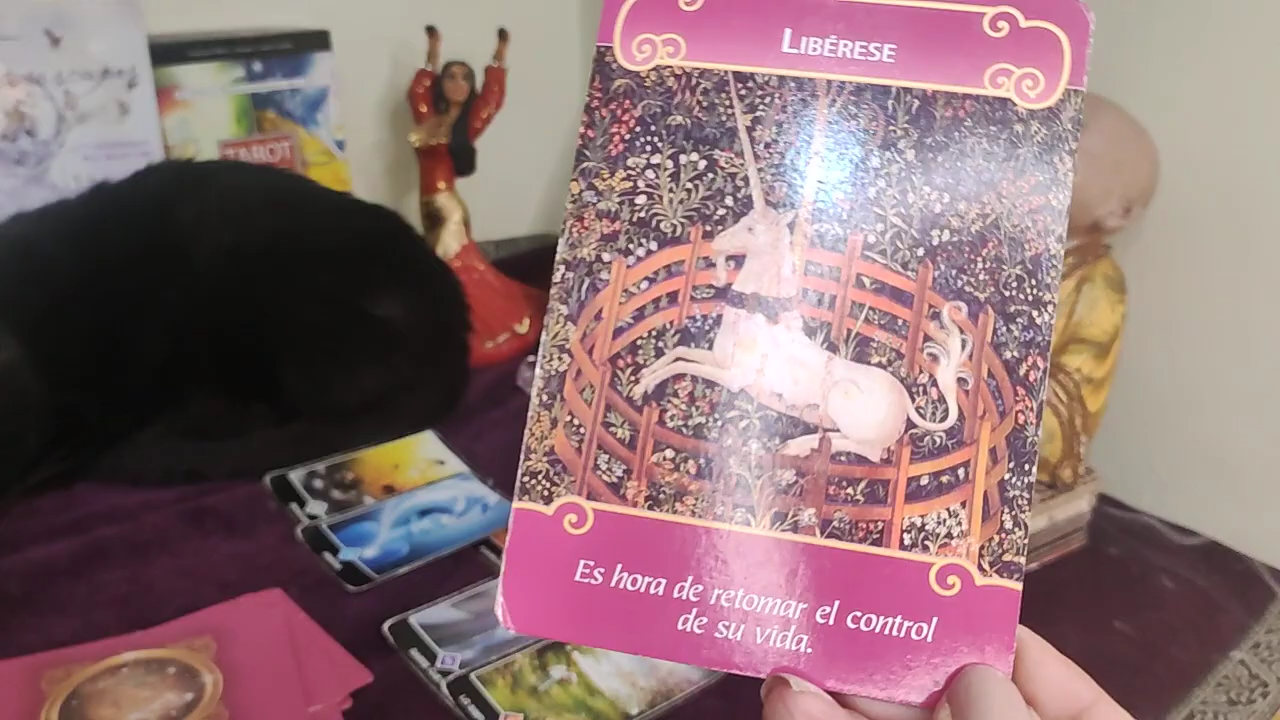 LIBÉRESE
TAROT
Es hora de retomar el control
de su vida.